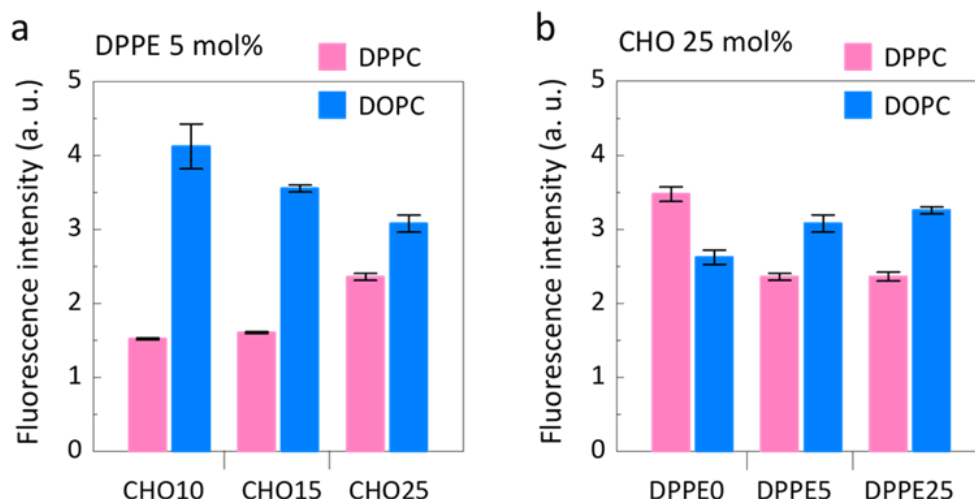 a
DPPE 5 mol%
DPPC
DOPC
Fluorescence intensity (a. u.)
5
4
3
2
1
0
CHO10 CHO15 CHO25
b
CHO 25 mol%
DPPC
DOPC
Fluorescence intensity (a. u.)
5
4
3
2
1
0
DPPE0 DPPE5 DPPE25